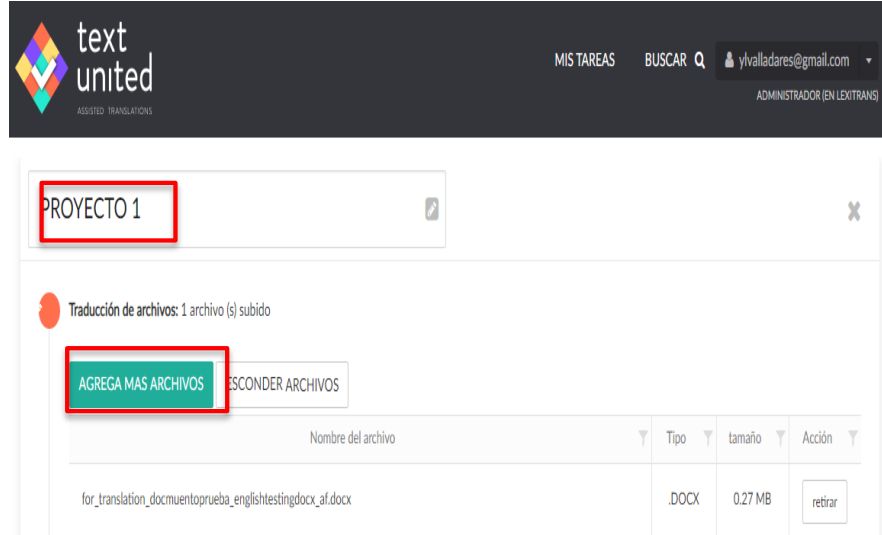 text
united
ASSISTED TRANSLATIONS
MIS TAREAS BUSCAR ylvalladares@gmail.com
ADMINISTRADOR (EN LEXITRANS)
PROYECTO 1
Traducción de archivos: 1 archivo (s) subido
AGREGA MAS ARCHIVOS ESCONDER ARCHIVOS
Nombre del archivo Tipo tamaño Acción
for_translation_docmuentoprueba_englishtestingdocx_af.docx .DOCX 0.27 MB retirar